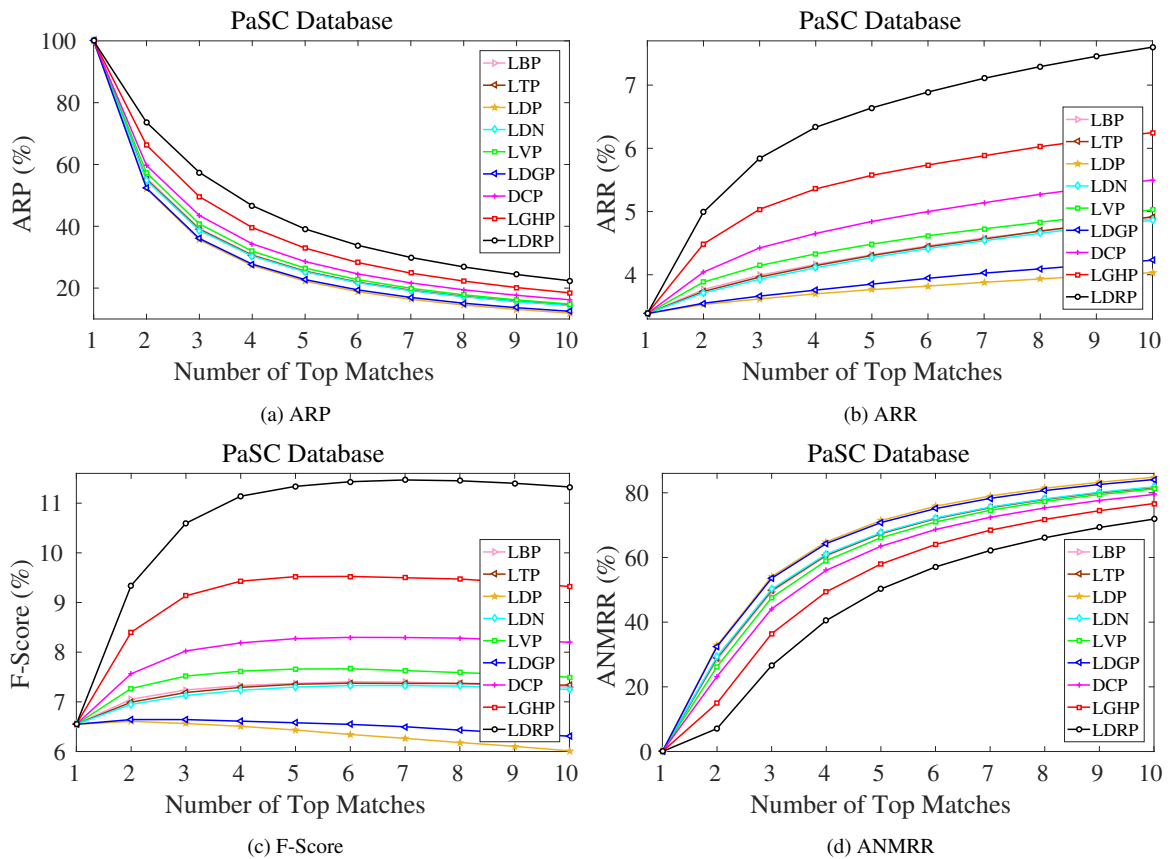 PaSC Database
100
80
60
40
20
ARP (%)
LBP
LTP
LDP
LDN
LVP
LDGP
DCP
LGHP
LDRP
1 2 3 4 5 6 7 8 9 10
Number of Top Matches
(a) ARP
PaSC Database
7
6
5
4
ARR (%)
LBP
LTP
LDP
LDN
LVP
LDGP
DCP
LGHP
LDRP
1 2 3 4 5 6 7 8 9 10
Number of Top Matches
(b) ARR
PaSC Database
11
10
9
8
7
6
F-Score (%)
LBP
LTP
LDP
LDN
LVP
LDGP
DCP
LGHP
LDRP
1 2 3 4 5 6 7 8 9 10
Number of Top Matches
(c) F-Score
PaSC Database
80
60
40
20
0
ANMRR (%)
LBP
LTP
LDP
LDN
LVP
LDGP
DCP
LGHP
LDRP
1 2 3 4 5 6 7 8 9 10
Number of Top Matches
(d) ANMRR